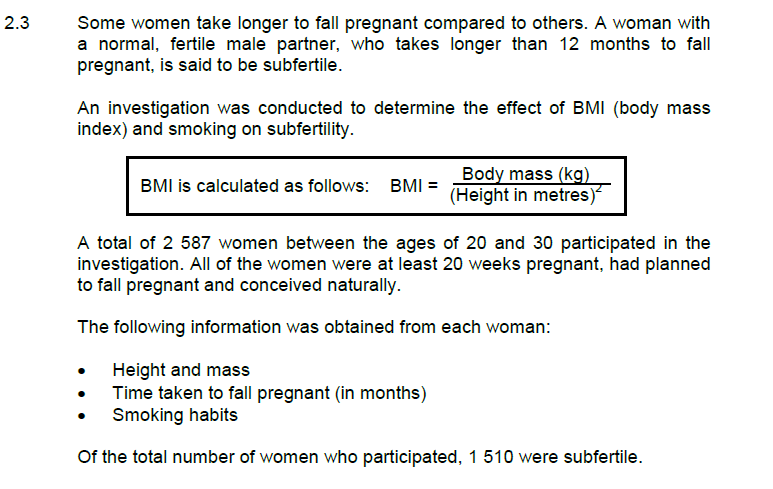 2.3 Some women take longer to fall pregnant compared to others. A woman with
a normal, fertile male partner, who takes longer than 12 months to fall
pregnant, is said to be subfertile.
An investigation was conducted to determine the effect of BMI (body mass
index) and smoking on subfertility.
BMI is calculated as follows: BMI = Body mass (kg)
(Height in metres)²
A total of 2 587 women between the ages of 20 and 30 participated in the
investigation. All of the women were at least 20 weeks pregnant, had planned
to fall pregnant and conceived naturally.
The following information was obtained from each woman:
• Height and mass
• Time taken to fall pregnant (in months)
• Smoking habits
Of the total number of women who participated, 1 510 were subfertile.